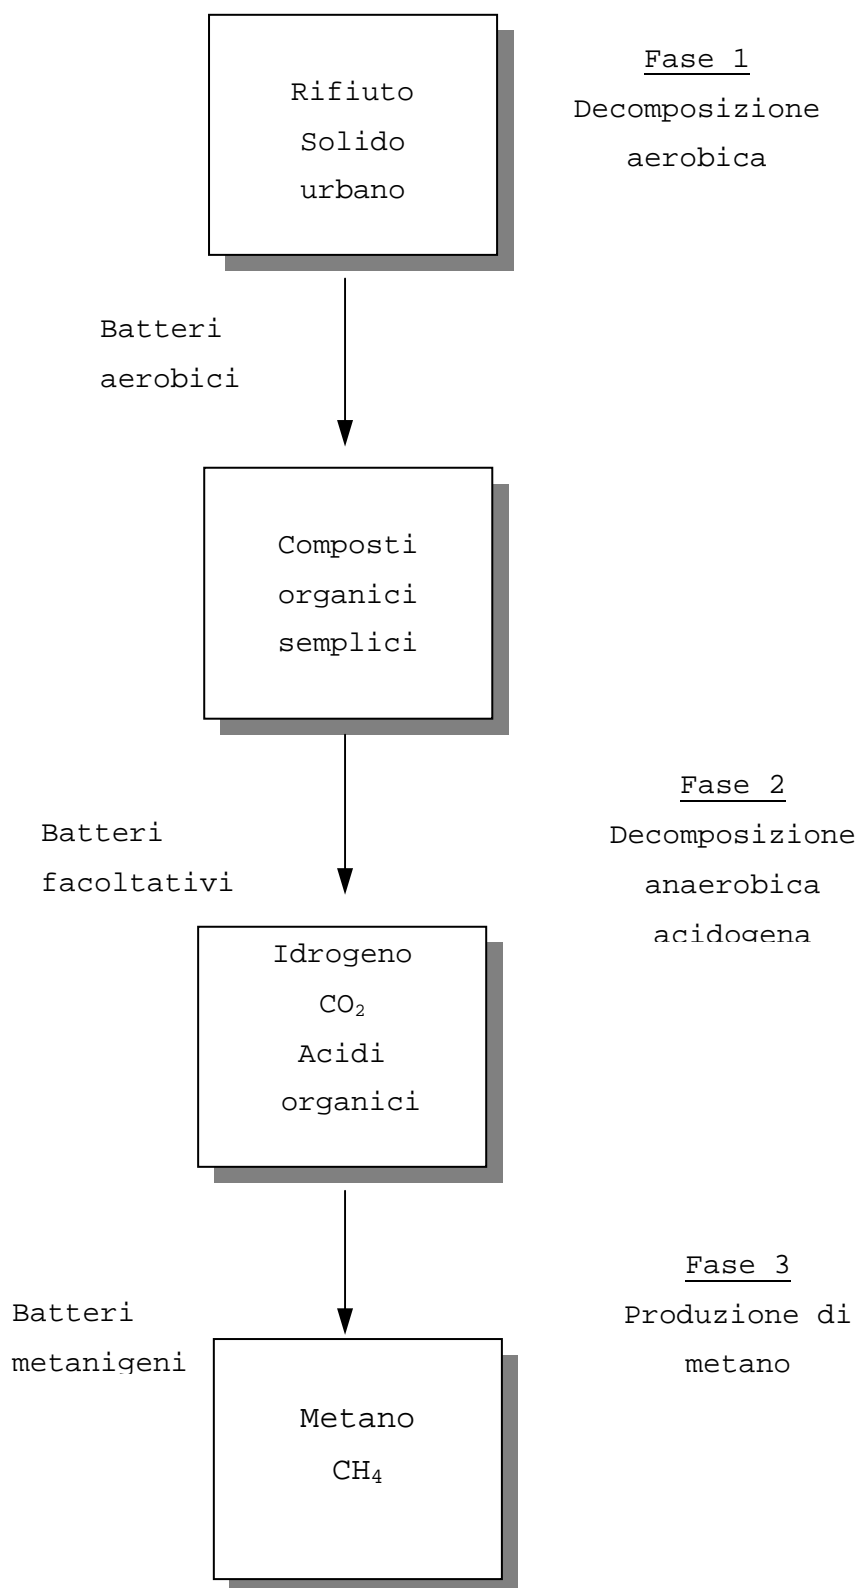 Rifiuto
Solido
urbano
Fase 1
Decomposizione
aerobica
Batteri
aerobici
Composti
organici
semplici
Batteri
facoltativi
Fase 2
Decomposizione
anaerobica
acidogena
Idrogeno
CO₂
Acidi
organici
Batteri
metanigeni
Fase 3
Produzione di
metano
Metano
CH₄